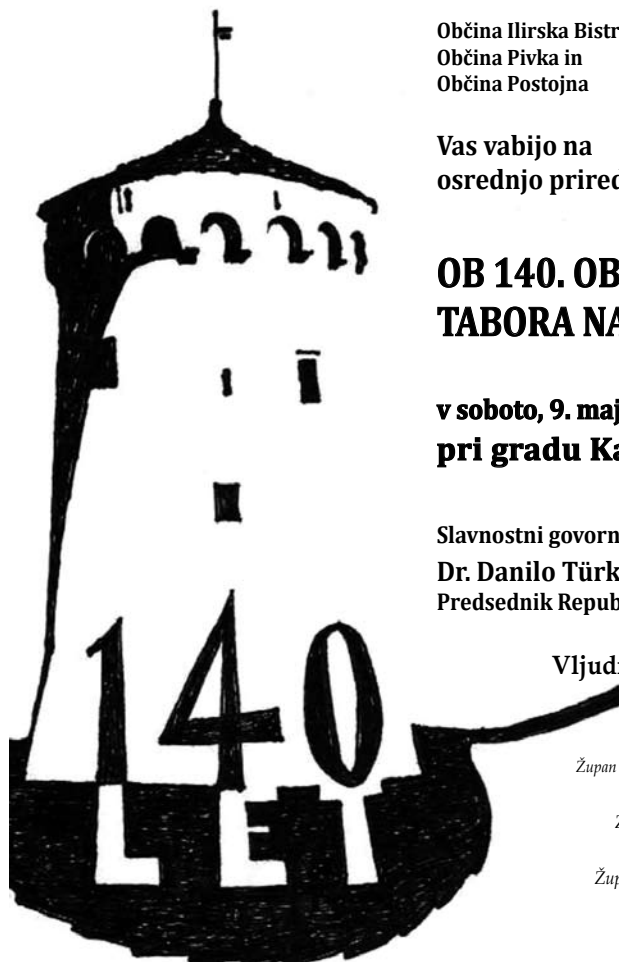 Občina Ilirska Bistr
Občina Pivka in
Občina Postojna
Vas vabijo na
osrednjo prired
OB 140. OB
TABORA NA
v soboto, 9. maj
pri gradu Ka
Slavnostni govorn
Dr. Danilo Türk
Predsednik Repub
Vljudn
Župan
Žup
140
LET